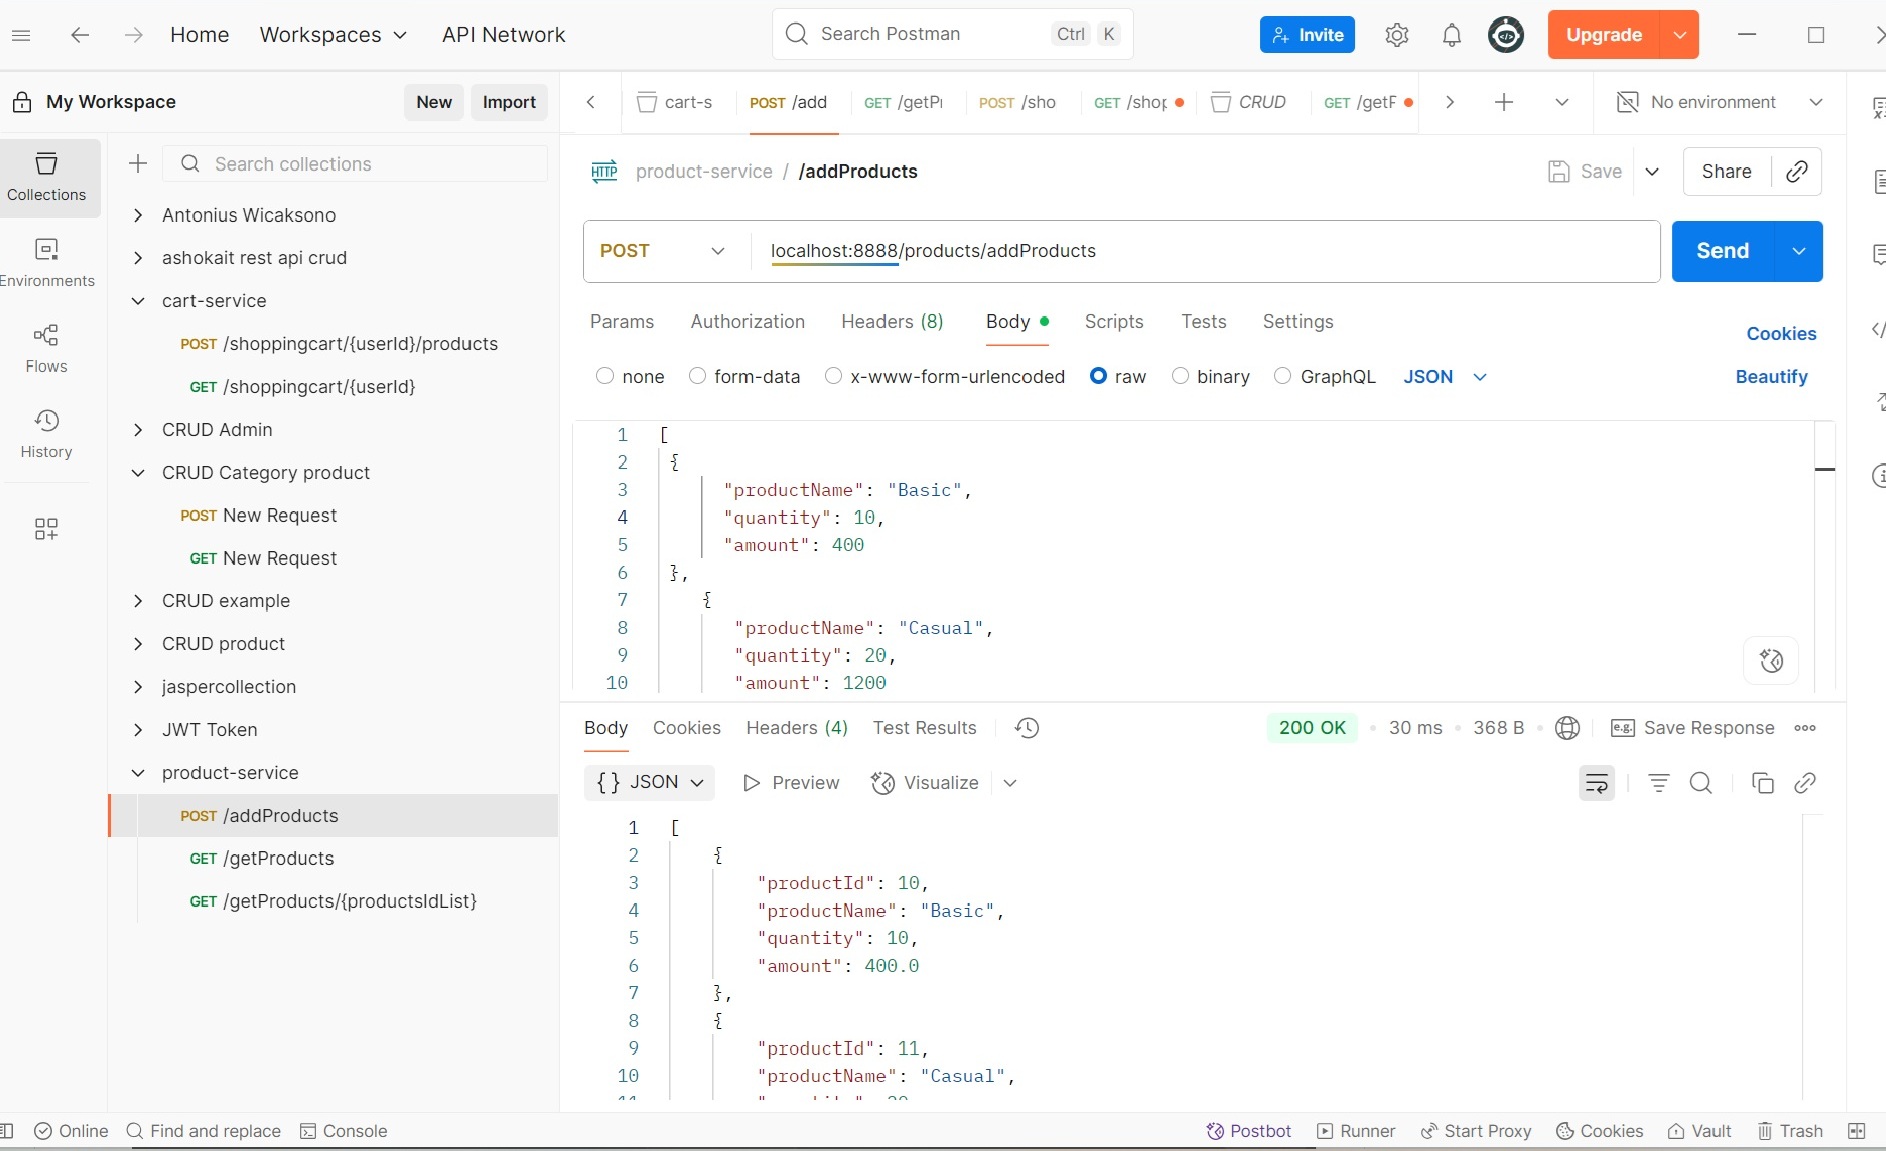 Home Workspaces API Network Search Postman Ctrl K Invite Upgrade
My Workspace New Import cart-s POST /add GET /getPr POST /sho GET /shop CRUD GET /getF No environment
Collections
Environments
Flows
History
Search collections
Antonius Wicaksono
ashokait rest api crud
cart-service
POST /shoppingcart/{userId}/products
GET /shoppingcart/{userId}
CRUD Admin
CRUD Category product
POST New Request
GET New Request
CRUD example
CRUD product
jaspercollection
JWT Token
product-service
POST /addProducts
GET /getProducts
GET /getProducts/{productsIdList}
HTTP product-service / /addProducts Save Share
POST localhost:8888/products/addProducts Send
Params Authorization Headers (8) Body Scripts Tests Settings Cookies
none form-data x-www-form-urlencoded raw binary GraphQL JSON Beautify
1 [
2 {
3 "productName": "Basic",
4 "quantity": 10,
5 "amount": 400
6 },
7 {
8 "productName": "Casual",
9 "quantity": 20,
10 "amount": 1200
Body Cookies Headers (4) Test Results 200 OK 30 ms 368 B e.g. Save Response
{} JSON Preview Visualize
1 [
2 {
3 "productId": 10,
4 "productName": "Basic",
5 "quantity": 10,
6 "amount": 400.0
7 },
8 {
9 "productId": 11,
10 "productName": "Casual",
Online Find and replace Console Postbot Runner Start Proxy Cookies Vault Trash